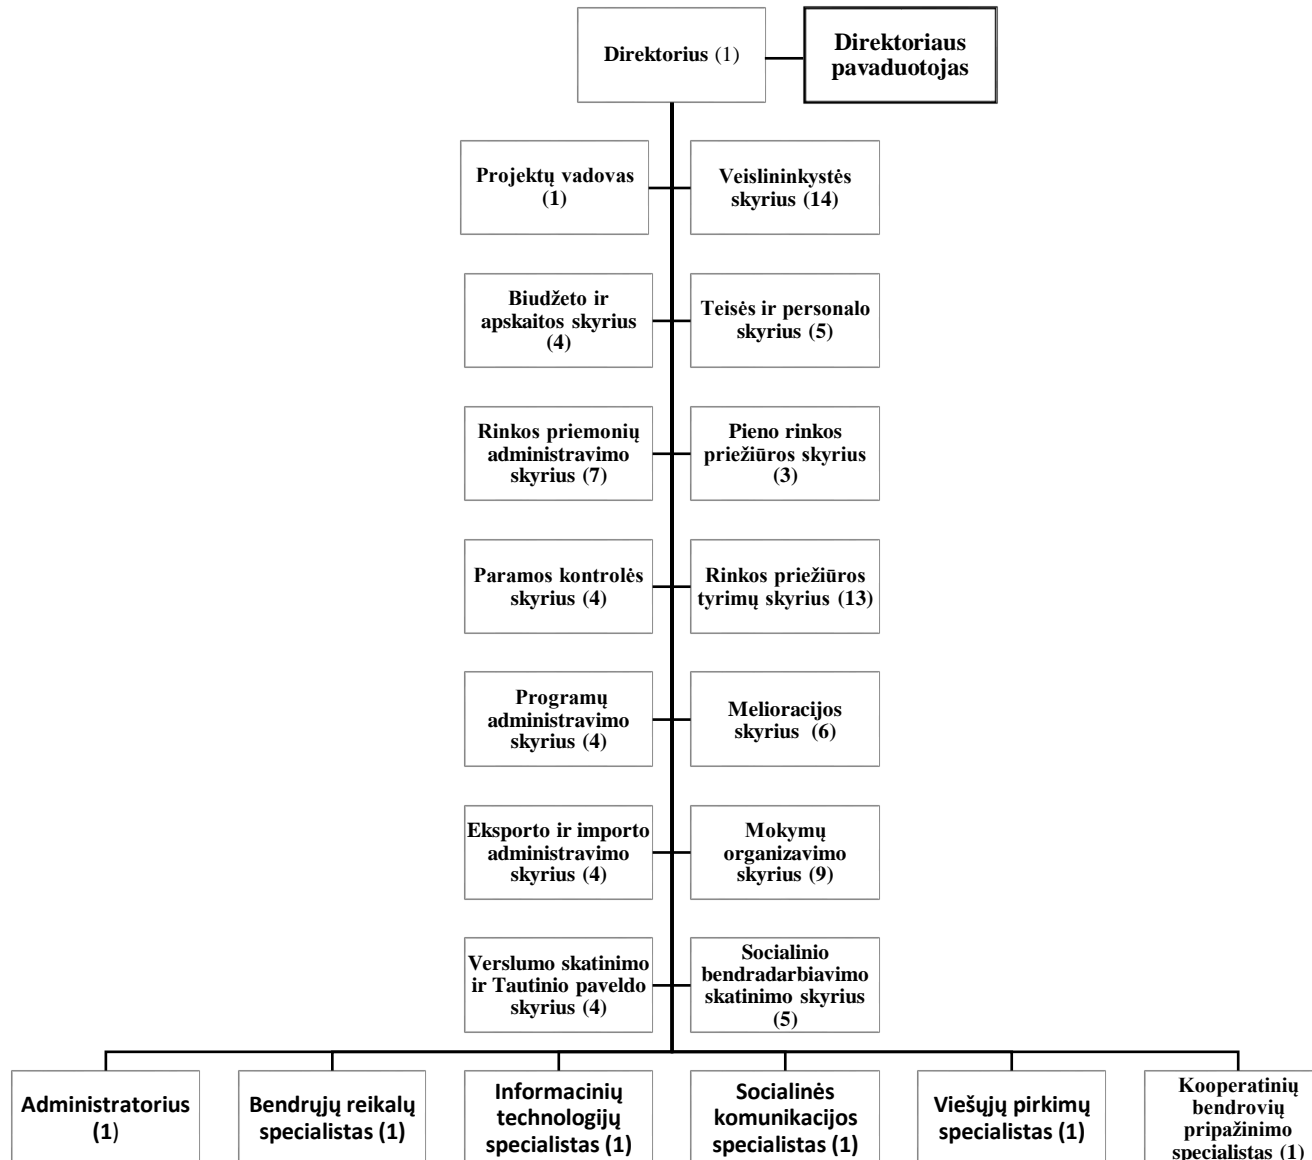 Direktorius (1)
Direktoriaus
pavaduotojas
Projektų vadovas
(1)
Veislininkystės
skyrius (14)
Biudžeto ir
apskaitos skyrius
(4)
Teisės ir personalo
skyrius (5)
Rinkos priemonių
administravimo
skyrius (7)
Pieno rinkos
priežiūros skyrius
(3)
Paramos kontrolės
skyrius (4)
Rinkos priežiūros
tyrimų skyrius (13)
Programų
administravimo
skyrius (4)
Melioracijos
skyrius (6)
Eksporto ir importo
administravimo
skyrius (4)
Mokymų
organizavimo
skyrius (9)
Verslumo skatinimo
ir Tautinio paveldo
skyrius (4)
Socialinio
bendradarbiavimo
skatinimo skyrius
(5)
Administratorius
(1)
Bendrųjų reikalų
specialistas (1)
Informacinių
technologijų
specialistas (1)
Socialinės
komunikacijos
specialistas (1)
Viešųjų pirkimų
specialistas (1)
Kooperatinių
bendrovių
pripažinimo
specialistas (1)